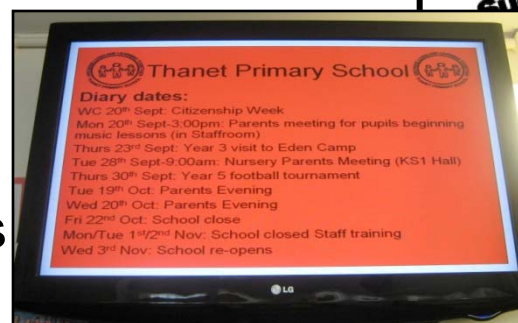 Thanet Primary School
Diary dates:
WC 20th Sept: Citizenship Week
Mon 20th Sept-3:00pm: Parents meeting for pupils beginning
music lessons (in Staffroom)
Thurs 23rd Sept: Year 3 visit to Eden Camp
Tue 28th Sept-9:00am: Nursery Parents Meeting (KS1 Hall)
Thurs 30th Sept: Year 5 football tournament
Tue 19th Oct: Parents Evening
Wed 20th Oct: Parents Evening
Fri 22nd Oct: School close
Mon/Tue 1st/2nd Nov: School closed Staff training
Wed 3rd Nov: School re-opens
LG